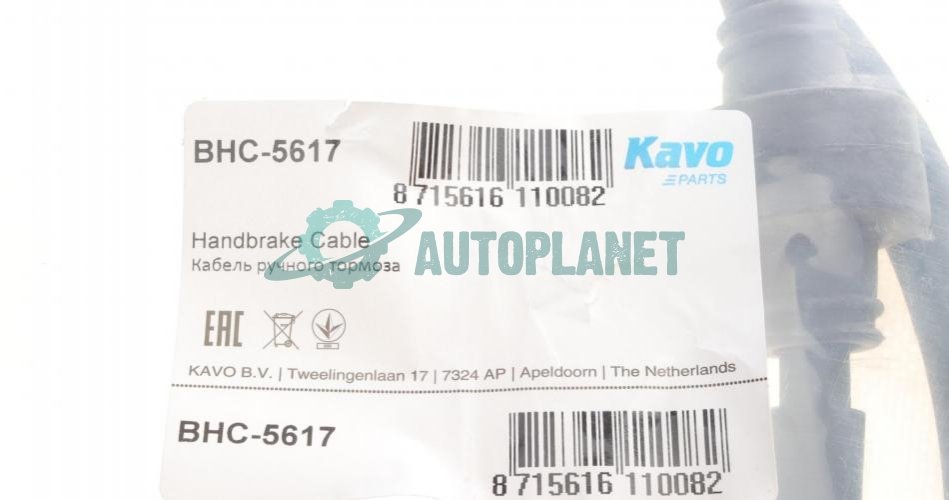 BHC-5617
8 715616 110082
Kavo
PARTS
Handbrake Cable
Кабель ручного тормоза
AUTOPLANET
EAC
KAVO B.V. | Tweelingenlaan 17 | 7324 AP | Apeldoorn | The Netherlands
BHC-5617
8 715616 110082